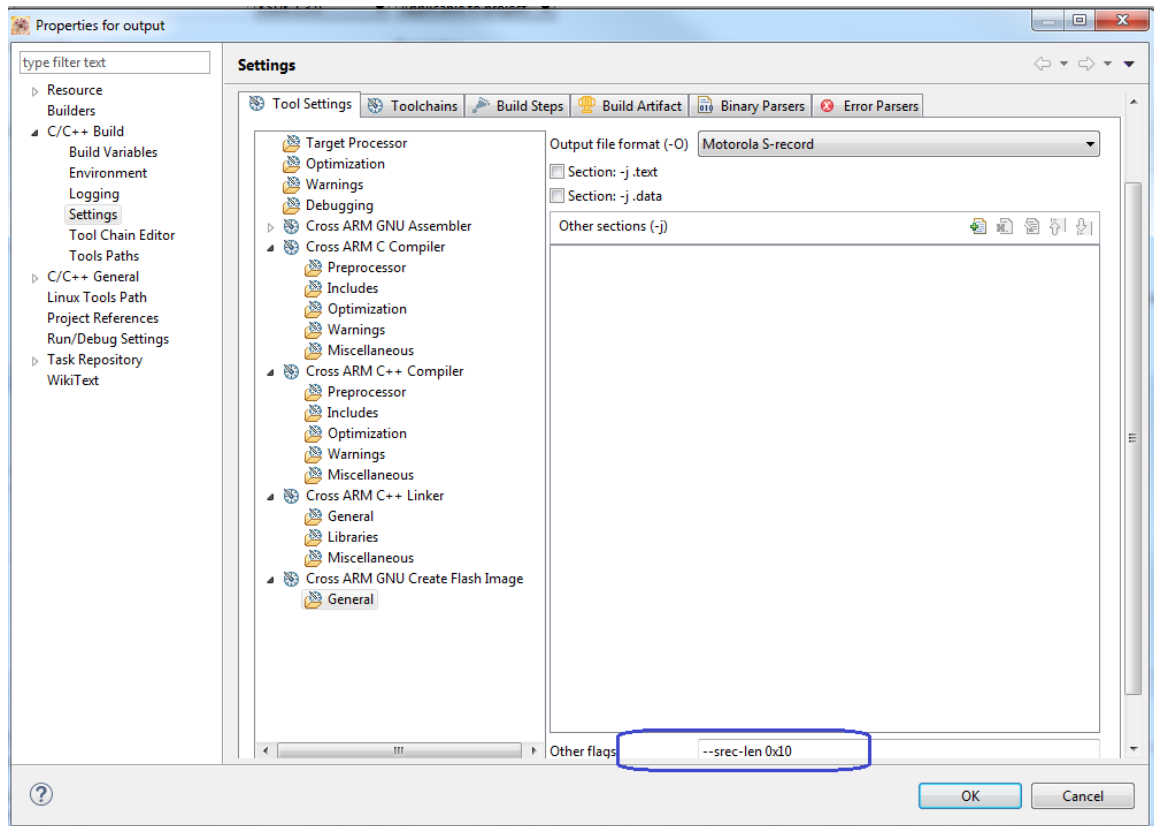 Properties for output
type filter text
Resource
Builders
C/C++ Build
Build Variables
Environment
Logging
Settings
Tool Chain Editor
Tools Paths
C/C++ General
Linux Tools Path
Project References
Run/Debug Settings
Task Repository
WikiText
Settings
Tool Settings Toolchains Build Steps Build Artifact Binary Parsers Error Parsers
Target Processor
Optimization
Warnings
Debugging
Cross ARM GNU Assembler
Cross ARM C Compiler
Preprocessor
Includes
Optimization
Warnings
Miscellaneous
Cross ARM C++ Compiler
Preprocessor
Includes
Optimization
Warnings
Miscellaneous
Cross ARM C++ Linker
General
Libraries
Miscellaneous
Cross ARM GNU Create Flash Image
General
Output file format (-O) Motorola S-record
Section: -j .text
Section: -j .data
Other sections (-j)
Other flags --srec-len 0x10
OK Cancel